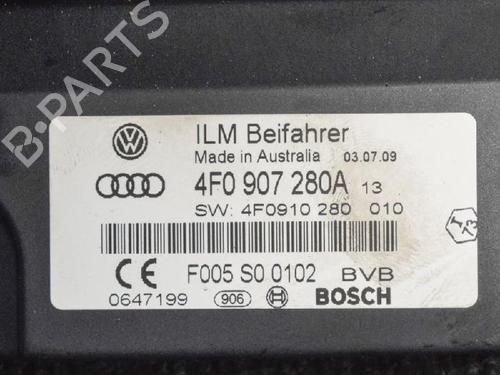 B-PARTS
ILM Beifahrer
Made in Australia 03.07.09
4F0 907 280A 13
SW: 4F0910 280 010
CE F005 S0 0102 BVB
0647199 906 BOSCH